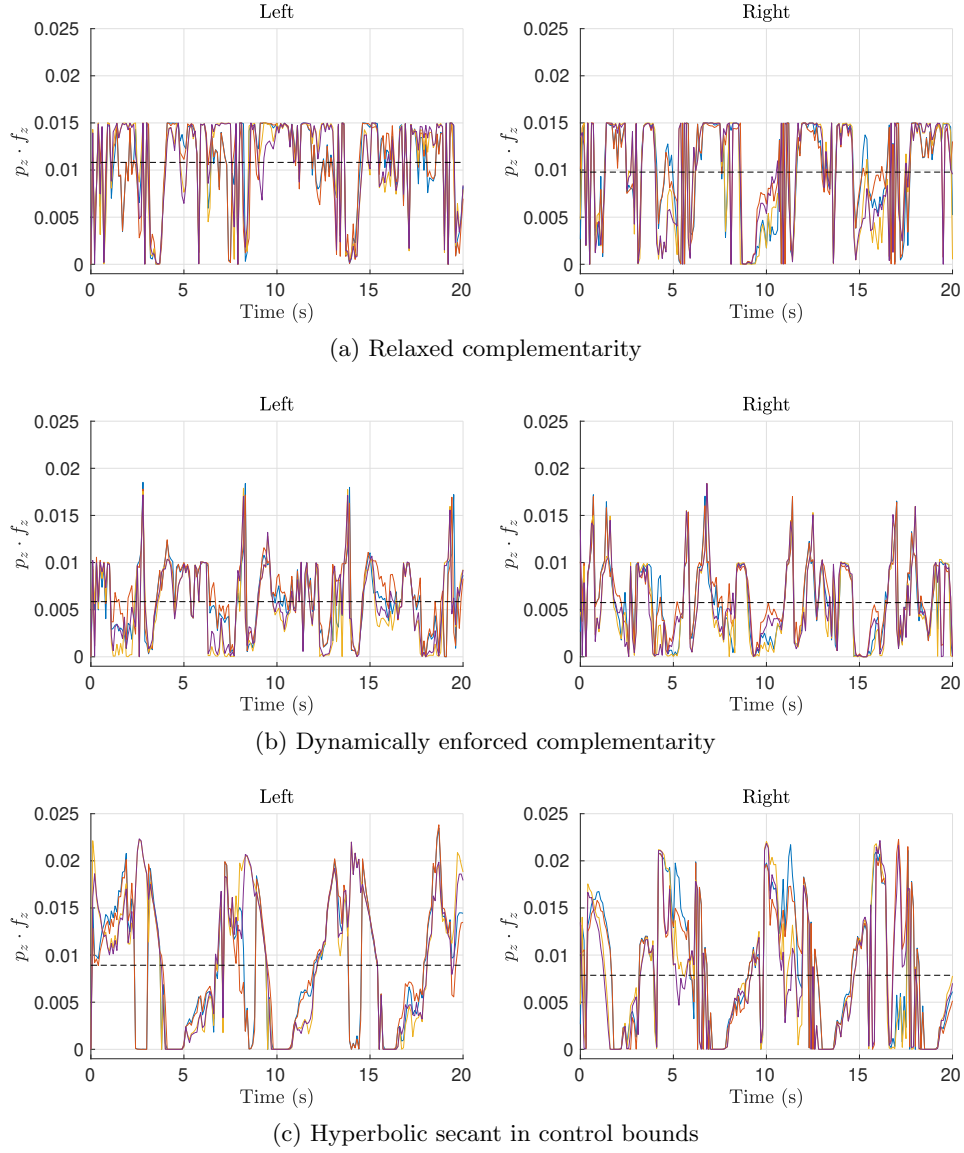 Left
Right
0.025
0.02
0.015
0.01
0.005
0
p_z · f_z
0 5 10 15 20
Time (s)
0.025
0.02
0.015
0.01
0.005
0
p_z · f_z
0 5 10 15 20
Time (s)
(a) Relaxed complementarity
Left
Right
0.025
0.02
0.015
0.01
0.005
0
p_z · f_z
0 5 10 15 20
Time (s)
0.025
0.02
0.015
0.01
0.005
0
p_z · f_z
0 5 10 15 20
Time (s)
(b) Dynamically enforced complementarity
Left
Right
0.025
0.02
0.015
0.01
0.005
0
p_z · f_z
0 5 10 15 20
Time (s)
0.025
0.02
0.015
0.01
0.005
0
p_z · f_z
0 5 10 15 20
Time (s)
(c) Hyperbolic secant in control bounds